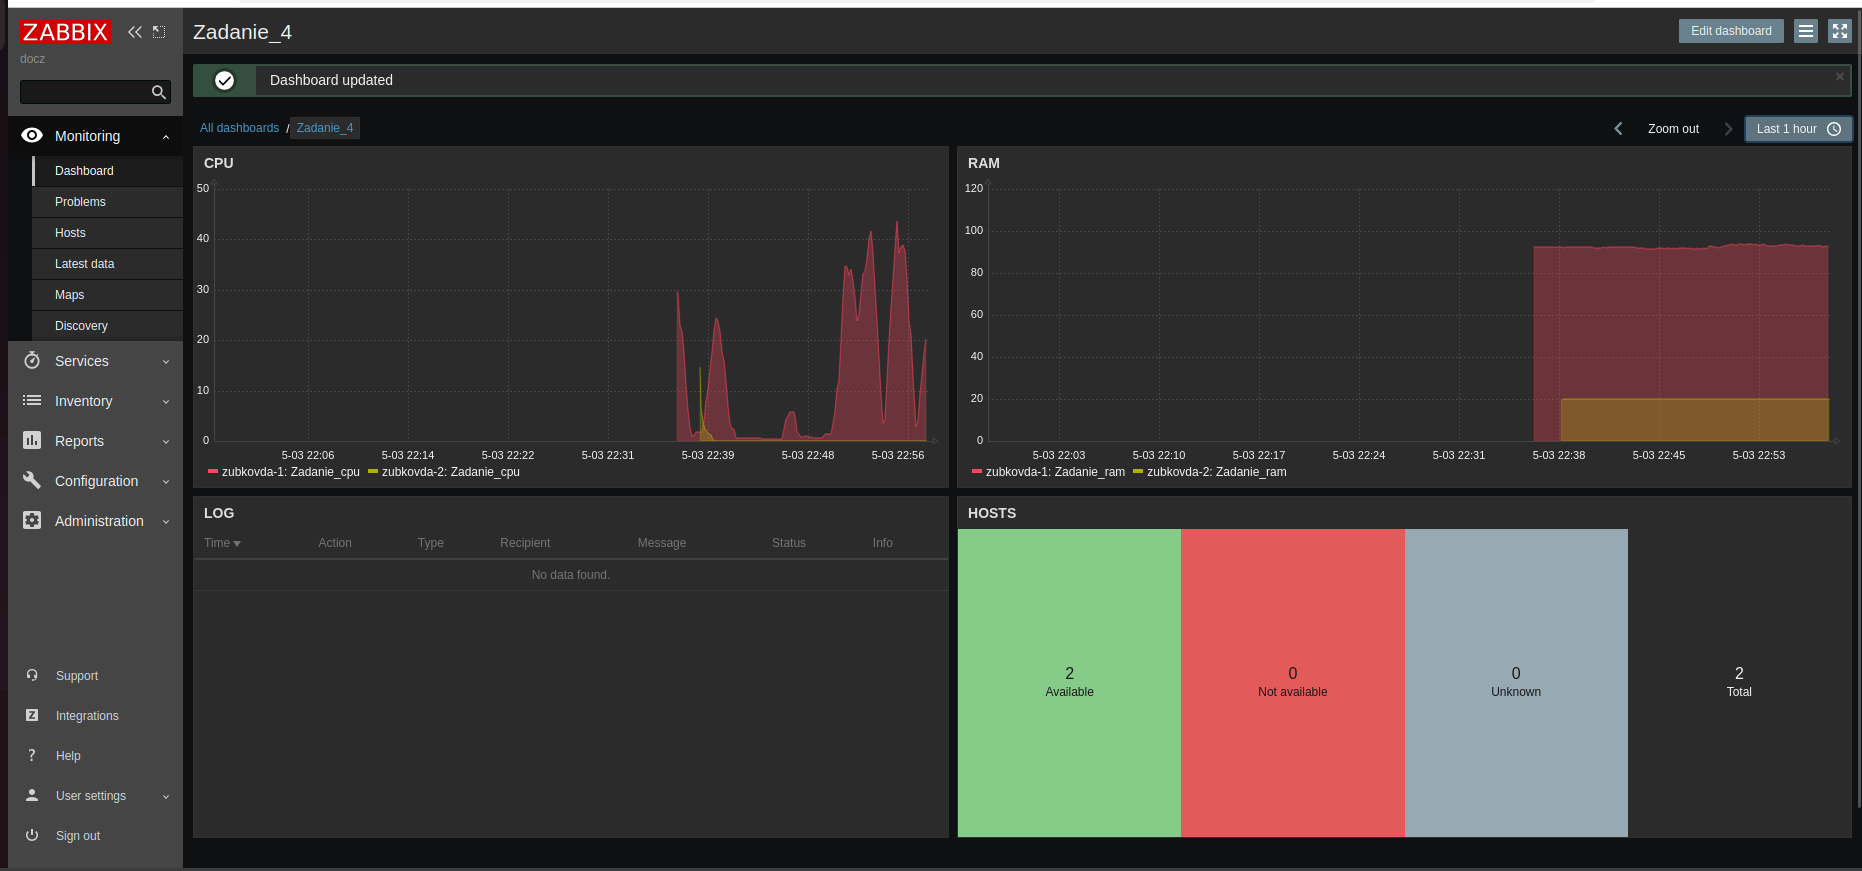 ZABBIX
docz
Monitoring
Dashboard
Problems
Hosts
Latest data
Maps
Discovery
Services
Inventory
Reports
Configuration
Administration
Support
Integrations
Help
User settings
Sign out
Zadanie_4
Edit dashboard
Dashboard updated
All dashboards / Zadanie_4
Zoom out
Last 1 hour
CPU
50
40
30
20
10
0
5-03 22:06 5-03 22:14 5-03 22:22 5-03 22:31 5-03 22:39 5-03 22:48 5-03 22:56
zubkovda-1: Zadanie_cpu zubkovda-2: Zadanie_cpu
RAM
120
100
80
60
40
20
0
5-03 22:03 5-03 22:10 5-03 22:17 5-03 22:24 5-03 22:31 5-03 22:38 5-03 22:45 5-03 22:53
zubkovda-1: Zadanie_ram zubkovda-2: Zadanie_ram
LOG
Time Action Type Recipient Message Status Info
No data found.
HOSTS
2 0 0 2
Available Not available Unknown Total